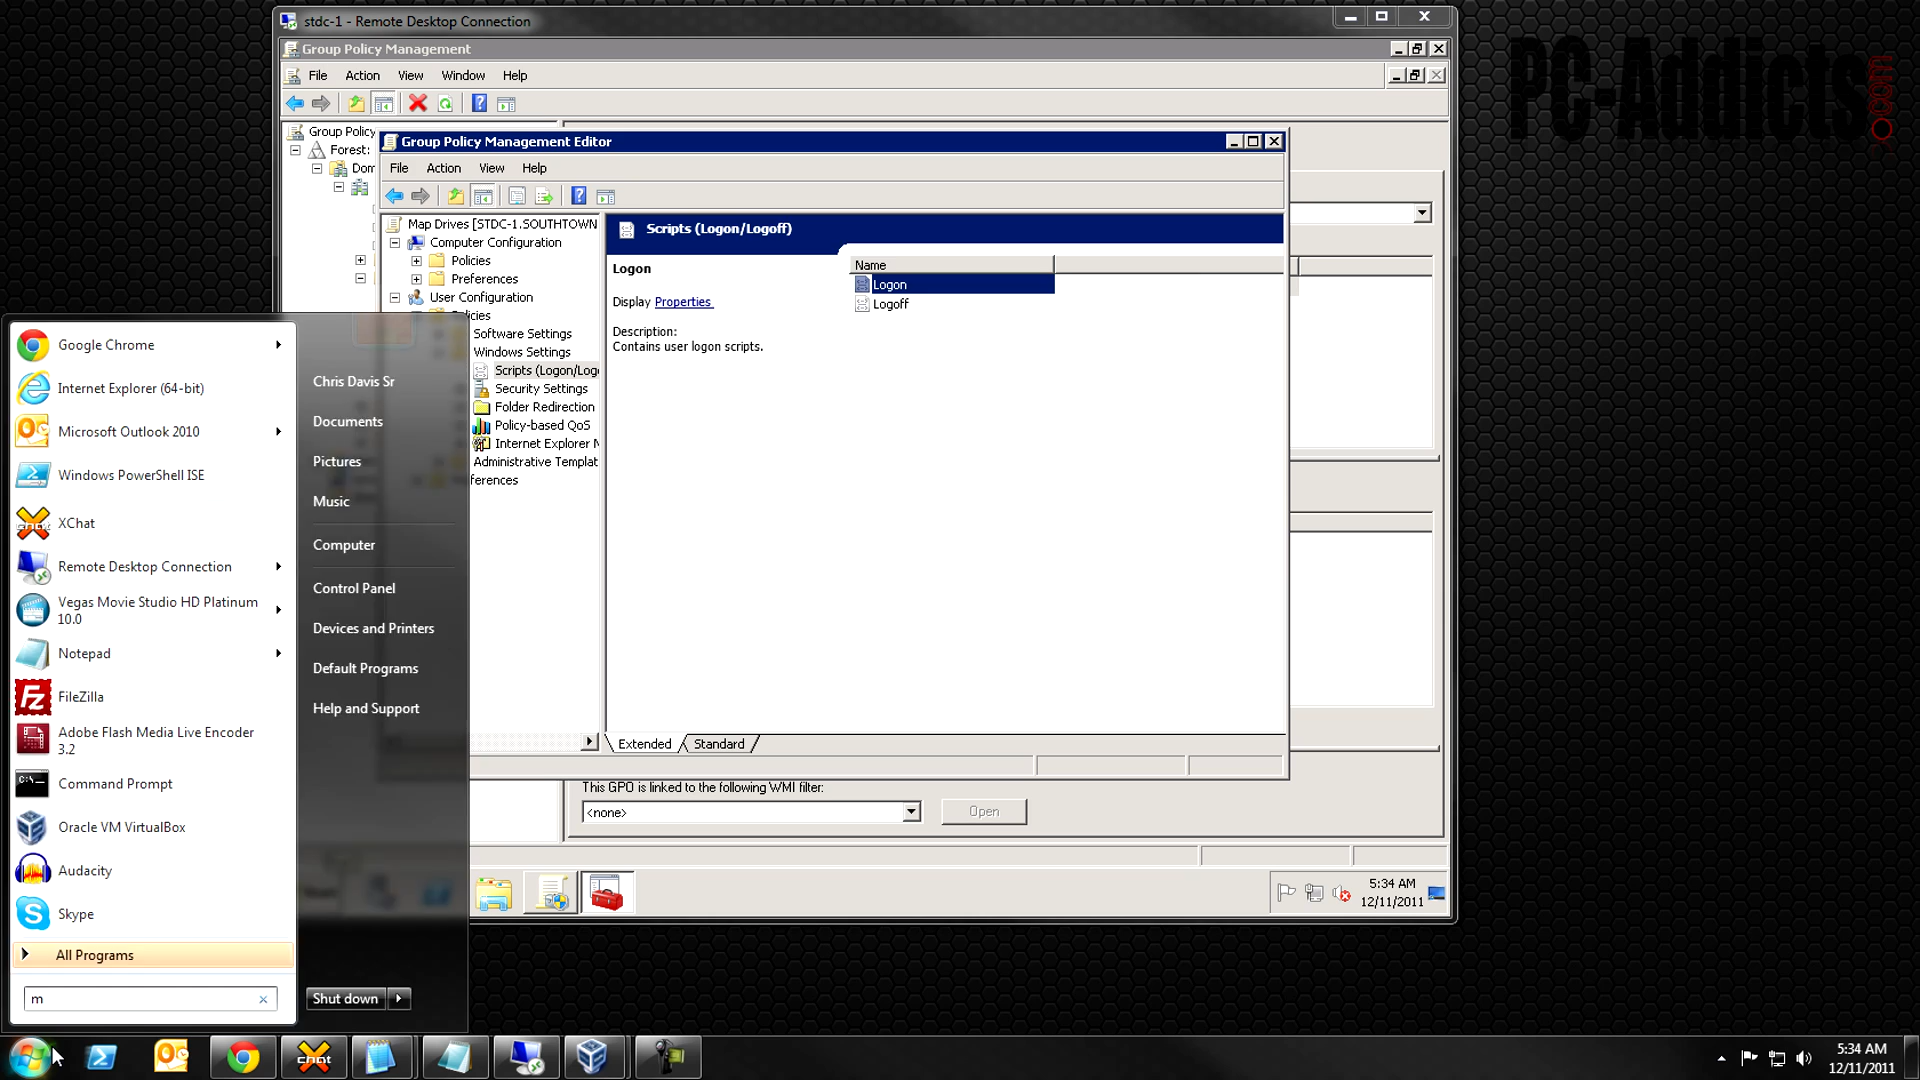 stdc-1 - Remote Desktop Connection
Group Policy Management
File Action View Window Help
Group Policy
Forest:
Dom
Group Policy Management Editor
File Action View Help
Map Drives [STDC-1.SOUTHTOWN
Computer Configuration
Policies
Preferences
User Configuration
icies
Software Settings
Windows Settings
Scripts (Logon/Logo
Security Settings
Folder Redirection
Policy-based QoS
Internet Explorer M
Administrative Templat
ferences
Scripts (Logon/Logoff)
Logon
Display Properties
Description:
Contains user logon scripts.
Name
Logon
Logoff
Extended Standard
This GPO is linked to the following WMI filter:
<none> Open
5:34 AM
12/11/2011
PC-Addicts.com
Google Chrome
Internet Explorer (64-bit)
Microsoft Outlook 2010
Windows PowerShell ISE
XChat
Remote Desktop Connection
Vegas Movie Studio HD Platinum
10.0
Notepad
FileZilla
Adobe Flash Media Live Encoder
3.2
Command Prompt
Oracle VM VirtualBox
Audacity
Skype
All Programs
m
Chris Davis Sr
Documents
Pictures
Music
Computer
Control Panel
Devices and Printers
Default Programs
Help and Support
Shut down
5:34 AM
12/11/2011